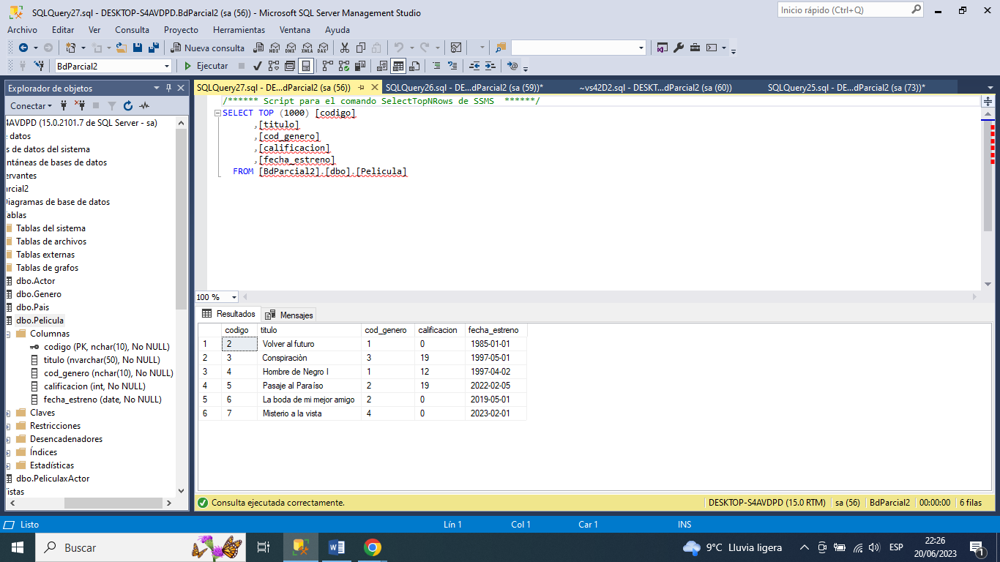 SQLQuery27.sql - DESKTOP-S4AVDPD.BdParcial2 (sa (56)) - Microsoft SQL Server Management Studio
Inicio rápido (Ctrl+Q)
Archivo Editar Ver Consulta Proyecto Herramientas Ventana Ayuda
Nueva consulta MDX DMX XMLA DAX
BdParcial2 Ejecutar
Explorador de objetos
Conectar
4AVDPD (15.0.2101.7 de SQL Server - sa)
datos
s de datos del sistema
ntáneas de bases de datos
ervantes
rcial2
Diagramas de base de datos
ablas
Tablas del sistema
Tablas de archivos
Tablas externas
Tablas de grafos
dbo.Actor
dbo.Genero
dbo.Pais
dbo.Pelicula
Columnas
codigo (PK, nchar(10), No NULL)
titulo (nvarchar(50), No NULL)
cod_genero (nchar(10), No NULL)
calificacion (int, No NULL)
fecha_estreno (date, No NULL)
Claves
Restricciones
Desencadenadores
Índices
Estadísticas
dbo.PeliculaxActor
istas
SQLQuery27.sql - DE...dParcial2 (sa (56)) SQLQuery26.sql - DE...dParcial2 (sa (59))* ~vs42D2.sql - DESKT...dParcial2 (sa (60)) SQLQuery25.sql - DE...dParcial2 (sa (73))*
/****** Script para el comando SelectTopNRows de SSMS ******/
SELECT TOP (1000) [codigo]
,[titulo]
,[cod_genero]
,[calificacion]
,[fecha_estreno]
FROM [BdParcial2].[dbo].[Pelicula]
100 %
Resultados Mensajes
codigo titulo cod_genero calificacion fecha_estreno
1 2 Volver al futuro 1 0 1985-01-01
2 3 Conspiración 3 19 1997-05-01
3 4 Hombre de Negro I 1 12 1997-04-02
4 5 Pasaje al Paraíso 2 19 2022-02-05
5 6 La boda de mi mejor amigo 2 0 2019-05-01
6 7 Misterio a la vista 4 0 2023-02-01
Consulta ejecutada correctamente. DESKTOP-S4AVDPD (15.0 RTM) sa (56) BdParcial2 00:00:00 6 filas
Listo Lín 1 Col 1 Car 1 INS
Buscar 9°C Lluvia ligera ESP 22:26
20/06/2023 1